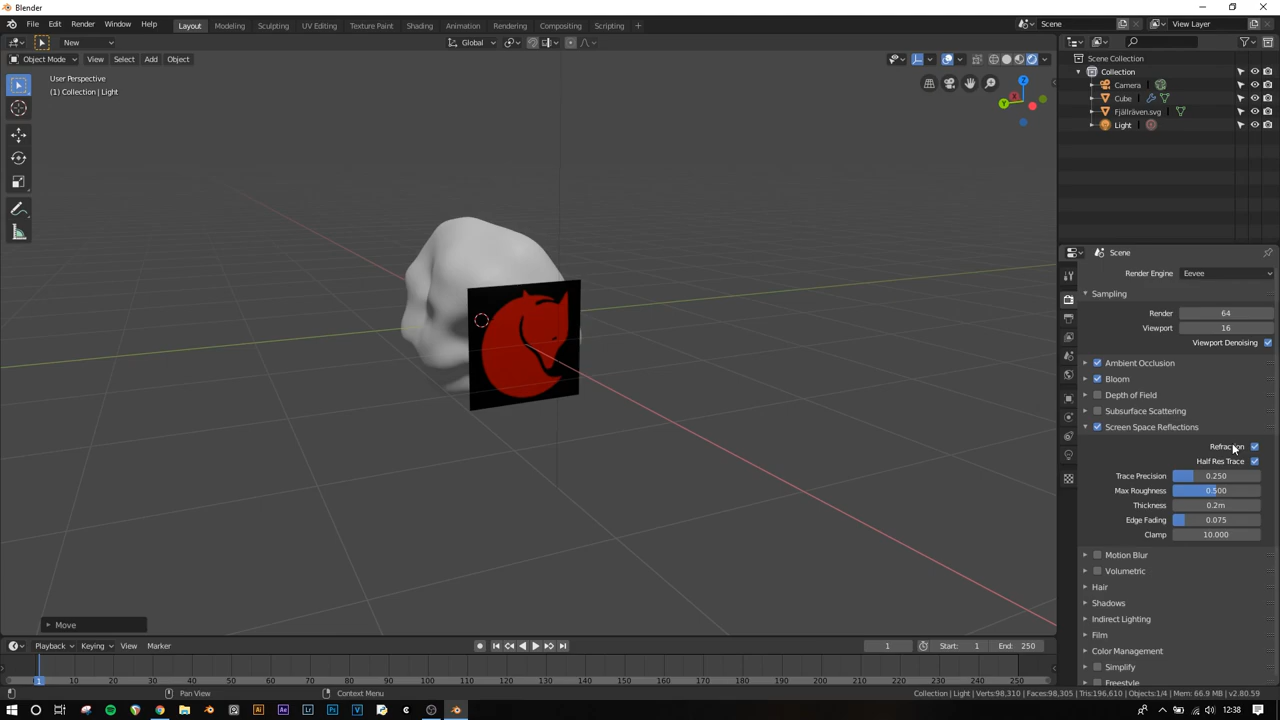 Blender
File Edit Render Window Help Layout Modeling Sculpting UV Editing Texture Paint Shading Animation Rendering Compositing Scripting + Scene View Layer
New Global
Object Mode View Select Add Object
User Perspective
(1) Collection | Light
Z
Y
X
Scene Collection
Collection
Camera
Cube
Fjällräven.svg
Light
Scene
Render Engine Eevee
Sampling
Render 64
Viewport 16
Viewport Denoising
Ambient Occlusion
Bloom
Depth of Field
Subsurface Scattering
Screen Space Reflections
Refraction
Half Res Trace
Trace Precision 0.250
Max Roughness 0.500
Thickness 0.2m
Edge Fading 0.075
Clamp 10.000
Motion Blur
Volumetric
Hair
Shadows
Indirect Lighting
Film
Color Management
Simplify
Freestyle
Move
Playback Keying View Marker 1 Start: 1 End: 250
1 10 20 30 40 50 60 70 80 90 100 110 120 130 140 150 160 170 180 190 200 210 220 230 240 250
Pan View Context Menu Collection | Light | Verts:98,310 | Faces:98,305 | Tris:196,610 | Objects:1/4 | Mem: 66.9 MB | v2.80.59
Ai Ae Lr Ps V 12:38